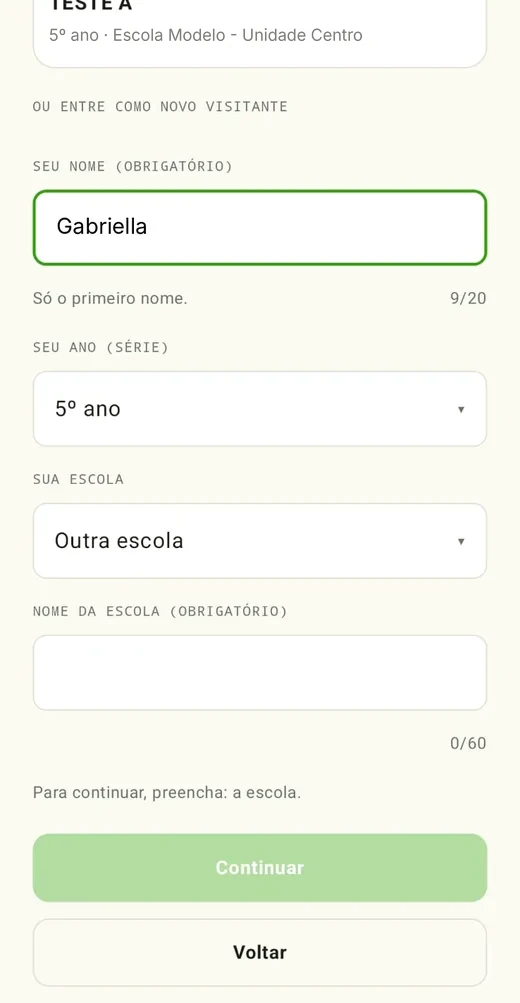 TESTE A
5º ano · Escola Modelo - Unidade Centro
OU ENTRE COMO NOVO VISITANTE
SEU NOME (OBRIGATÓRIO)
Gabriella
Só o primeiro nome.
9/20
SEU ANO (SÉRIE)
5º ano
SUA ESCOLA
Outra escola
NOME DA ESCOLA (OBRIGATÓRIO)
0/60
Para continuar, preencha: a escola.
Continuar
Voltar